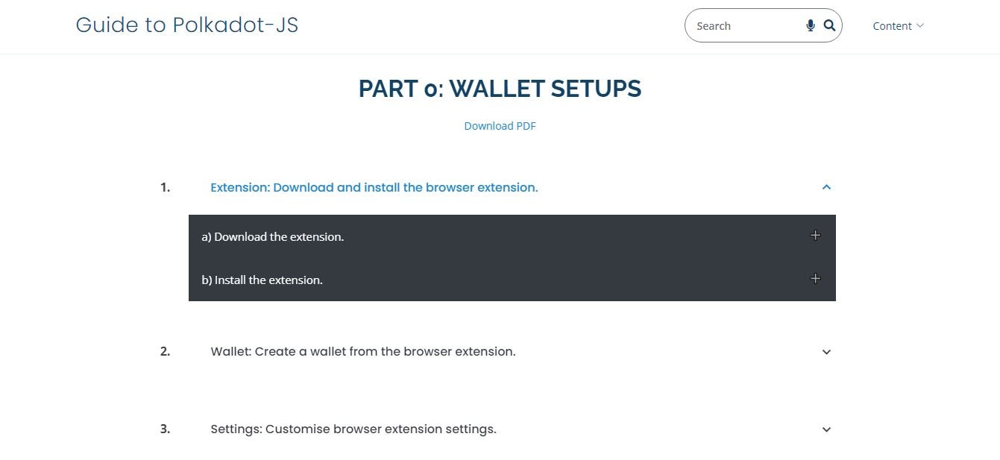 Guide to Polkadot-JS
Search
Content
PART 0: WALLET SETUPS
Download PDF
1. Extension: Download and install the browser extension.
a) Download the extension.
b) Install the extension.
2. Wallet: Create a wallet from the browser extension.
3. Settings: Customise browser extension settings.